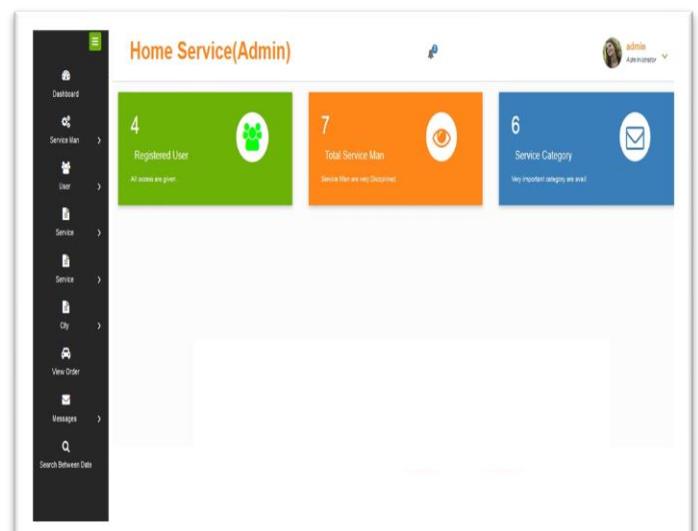 Home Service(Admin)
admin
Administrator
Dashboard
Service Man
User
Service
Service
City
View Order
Messages
Search Between Date
4
Registered User
All access are given.
7
Total Service Man
Service Man are very Disciplined.
6
Service Category
Very important category are avail